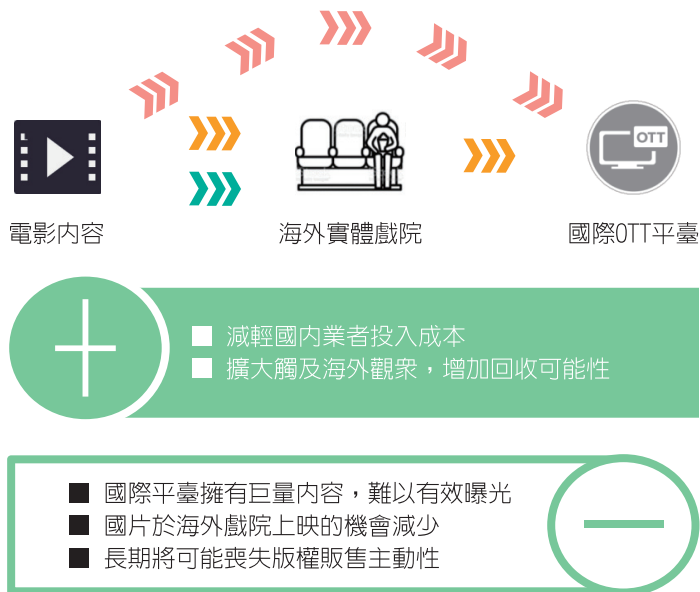 OTT
電影内容
海外實體戲院
國際OTT平臺
減輕國内業者投入成本
擴大觸及海外觀衆，增加回收可能性
國際平臺擁有巨量内容，難以有效曝光
國片於海外戲院上映的機會減少
長期將可能喪失版權販售主動性